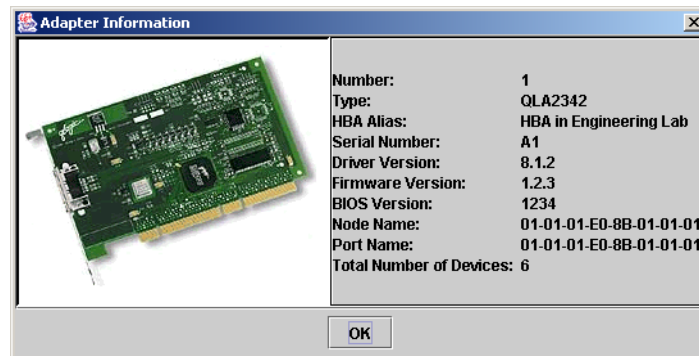 Adapter Information
Number: 1
Type: QLA2342
HBA Alias: HBA in Engineering Lab
Serial Number: A1
Driver Version: 8.1.2
Firmware Version: 1.2.3
BIOS Version: 1234
Node Name: 01-01-01-E0-8B-01-01-01
Port Name: 01-01-01-E0-8B-01-01-01
Total Number of Devices: 6
OK